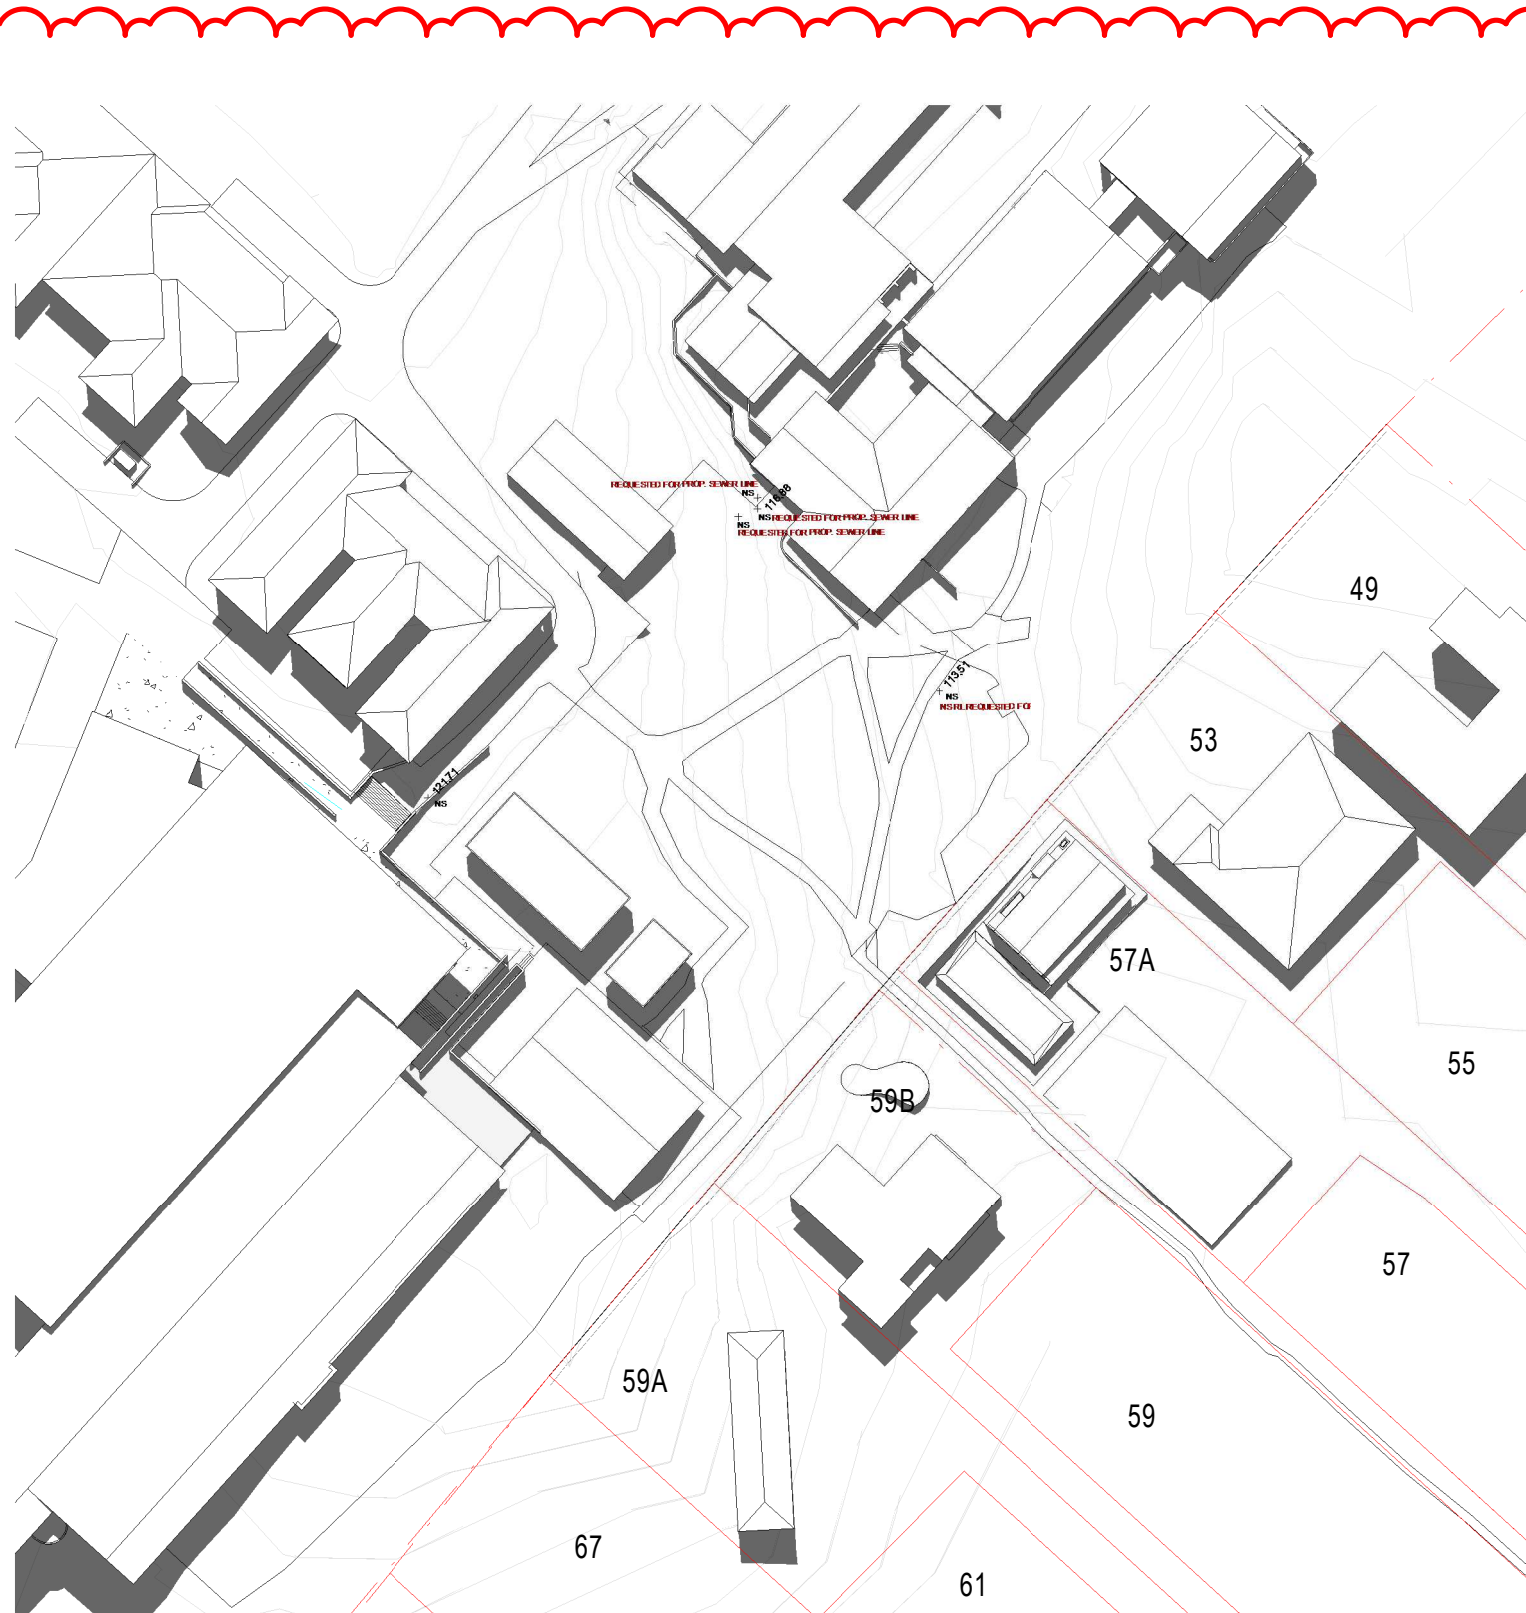 REQUESTED FOR PROP. SEWER LINE
NS
118.88
NS REQUESTED FOR PROP. SEWER LINE
NS
REQUESTED FOR PROP. SEWER LINE
49
113.51
NS
NS RL REQUESTED FO
53
121.71
NS
57A
55
59B
57
59A
59
67
61